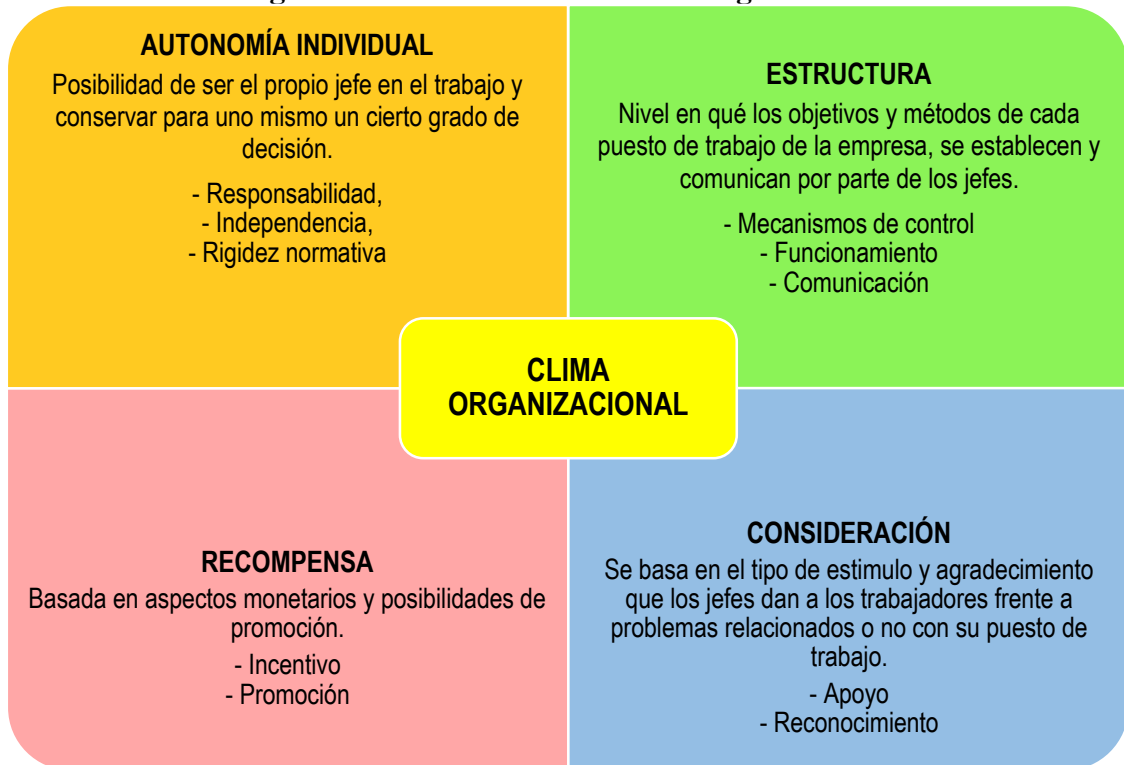 AUTONOMÍA INDIVIDUAL
Posibilidad de ser el propio jefe en el trabajo y
conservar para uno mismo un cierto grado de
decisión.
- Responsabilidad,
- Independencia,
- Rigidez normativa
ESTRUCTURA
Nivel en qué los objetivos y métodos de cada
puesto de trabajo de la empresa, se establecen y
comunican por parte de los jefes.
- Mecanismos de control
- Funcionamiento
- Comunicación
CLIMA
ORGANIZACIONAL
RECOMPENSA
Basada en aspectos monetarios y posibilidades de
promoción.
- Incentivo
- Promoción
CONSIDERACIÓN
Se basa en el tipo de estimulo y agradecimiento
que los jefes dan a los trabajadores frente a
problemas relacionados o no con su puesto de
trabajo.
- Apoyo
- Reconocimiento